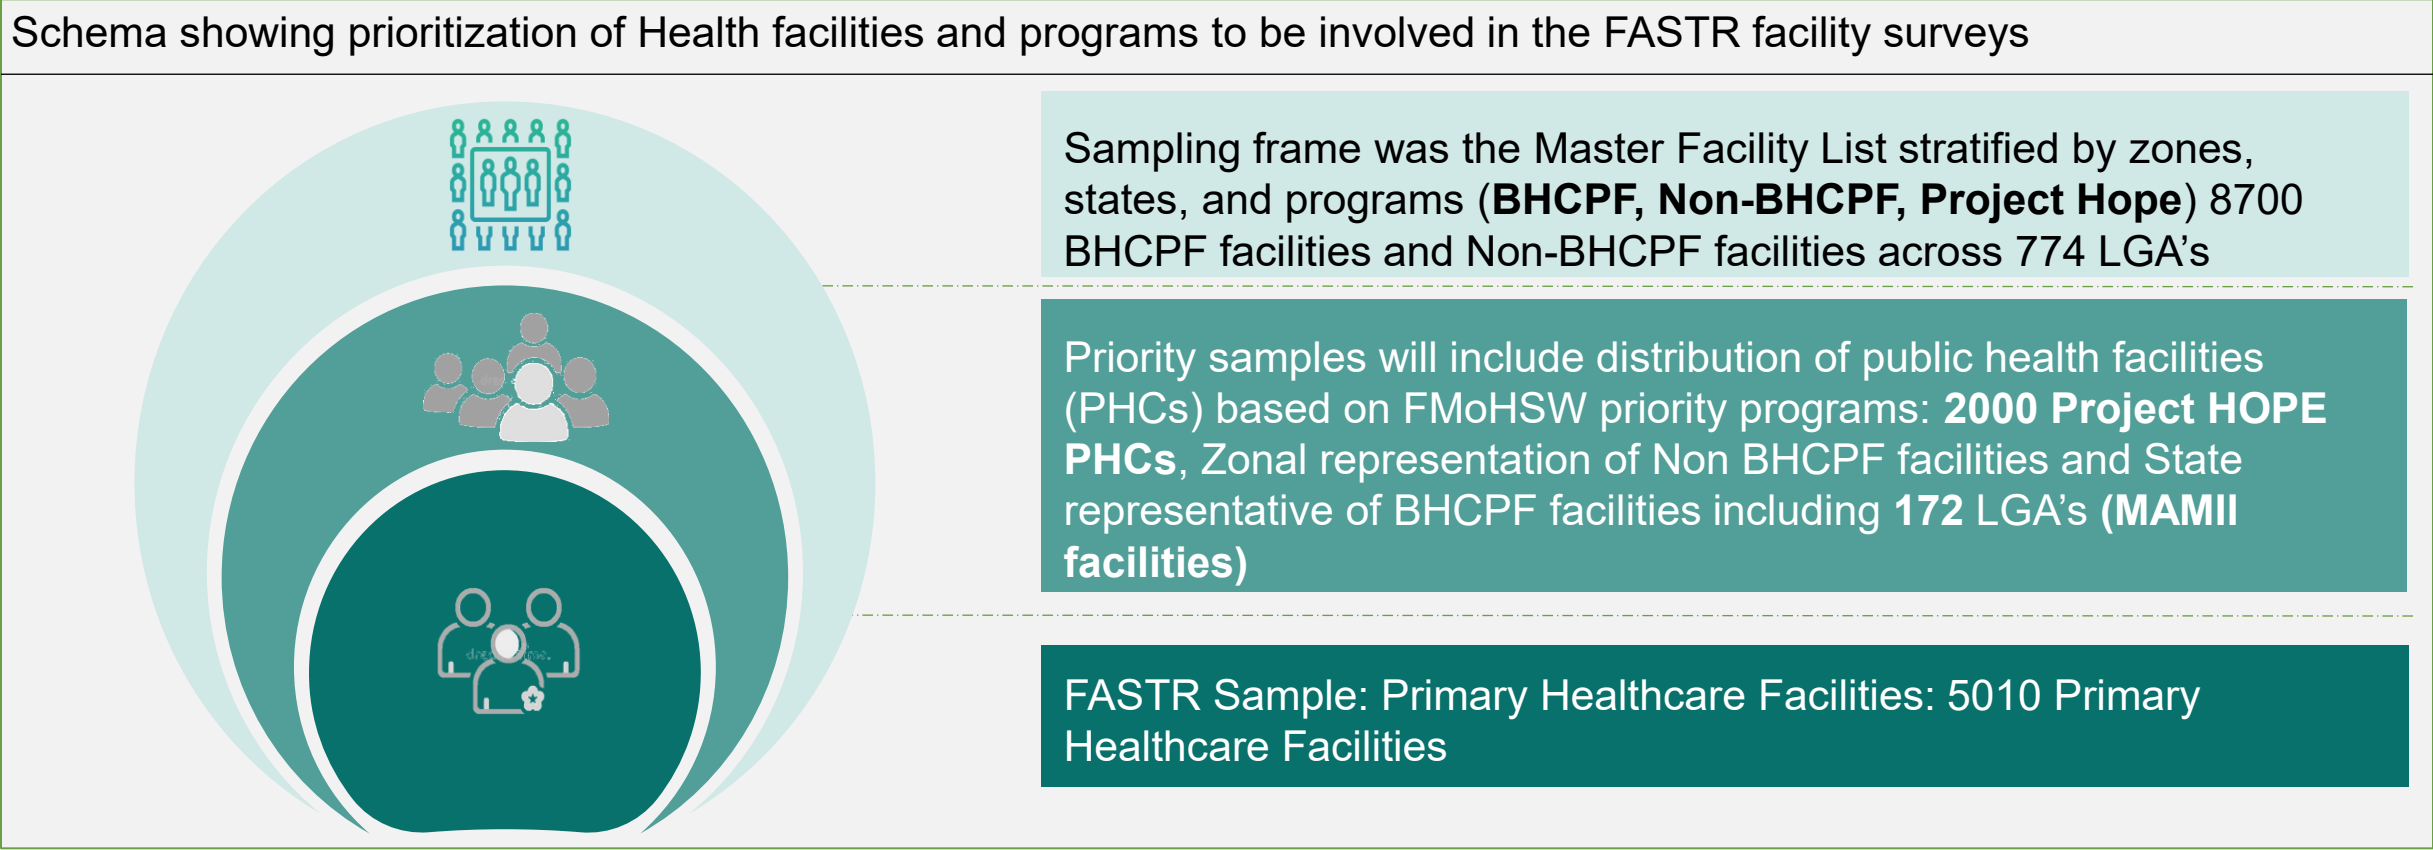 Schema showing prioritization of Health facilities and programs to be involved in the FASTR facility surveys
Sampling frame was the Master Facility List stratified by zones,
states, and programs (BHCPF, Non-BHCPF, Project Hope) 8700
BHCPF facilities and Non-BHCPF facilities across 774 LGA’s
Priority samples will include distribution of public health facilities
(PHCs) based on FMoHSW priority programs: 2000 Project HOPE
PHCs, Zonal representation of Non BHCPF facilities and State
representative of BHCPF facilities including 172 LGA’s (MAMII
facilities)
FASTR Sample: Primary Healthcare Facilities: 5010 Primary
Healthcare Facilities